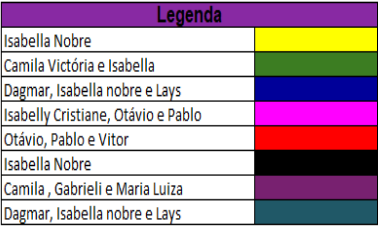 Legenda
Isabella Nobre
Camila Victória e Isabella
Dagmar, Isabella nobre e Lays
Isabelly Cristiane, Otávio e Pablo
Otávio, Pablo e Vitor
Isabella Nobre
Camila , Gabrieli e Maria Luiza
Dagmar, Isabella nobre e Lays